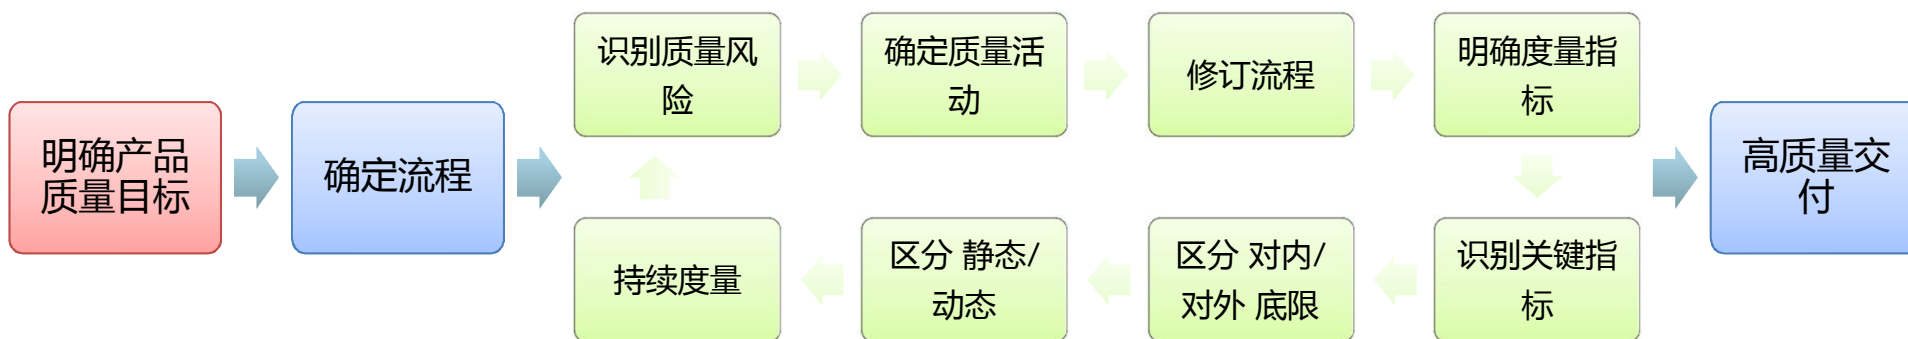 明确产品
质量目标
确定流程
识别质量风
险
确定质量活
动
修订流程
明确度量指
标
识别关键指
标
区分 对内/
对外 底限
区分 静态/
动态
持续度量
高质量交
付